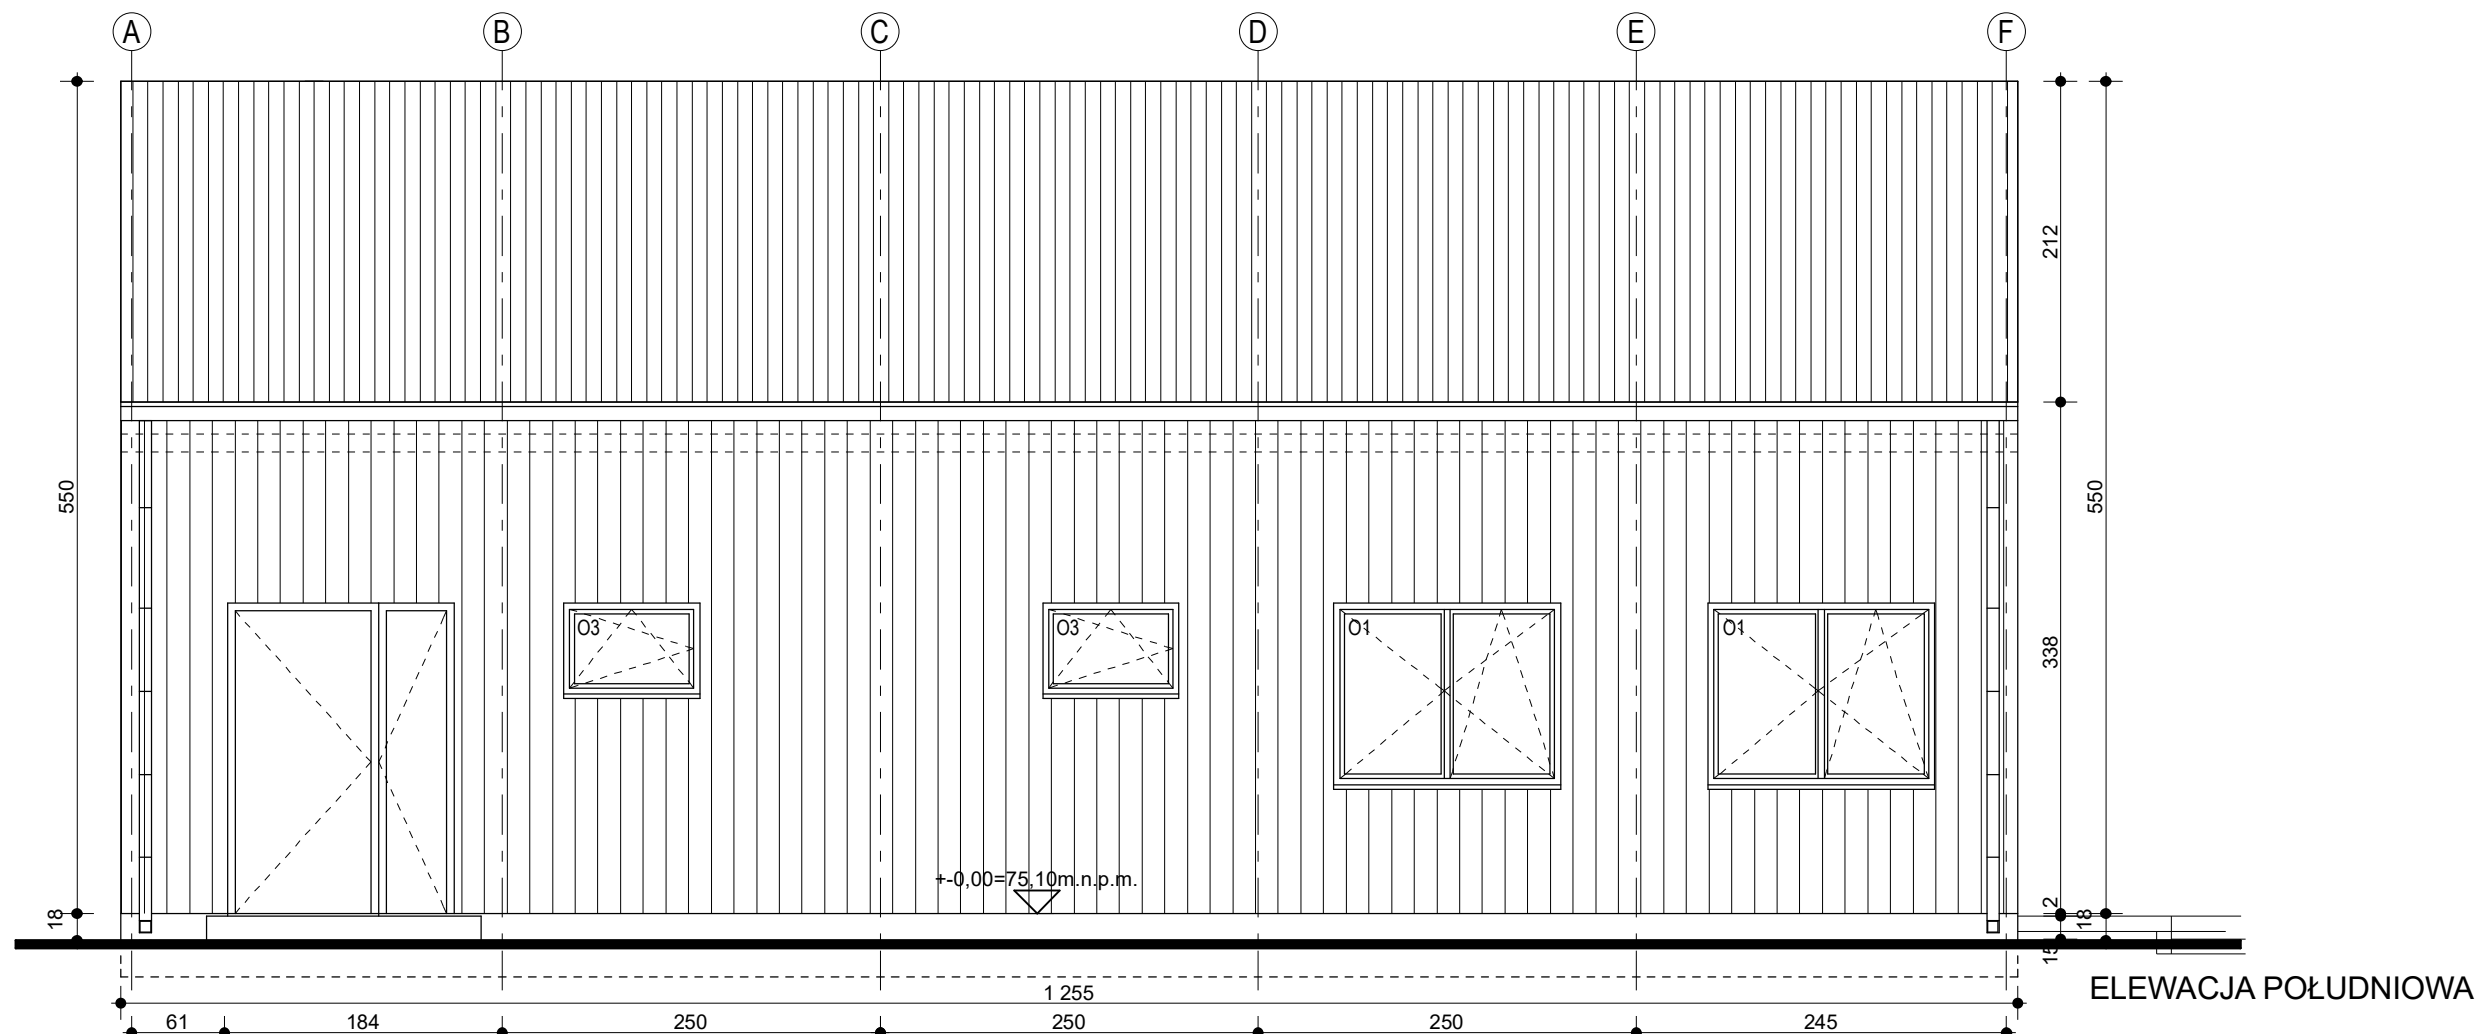 A B C D E F
212
550
550
O3
O3
O1
O1
338
+-0,00=75,10m.n.p.m.
18
2
18
15
1 255
ELEWACJA POŁUDNIOWA
61 184 250 250 250 245